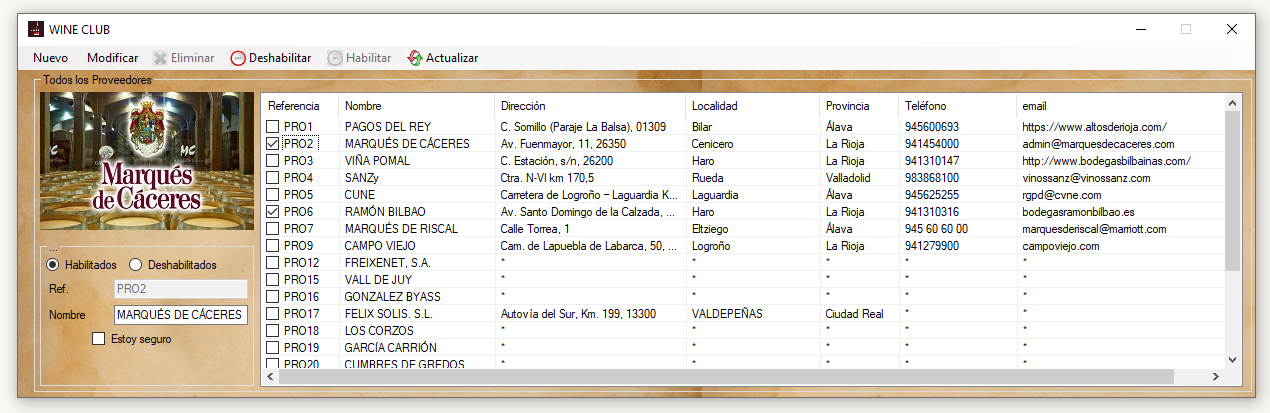 WINE CLUB
Nuevo Modificar Eliminar Deshabilitar Habilitar Actualizar
Todos los Proveedores
MC
Marqués
de Cáceres
...
Habilitados Deshabilitados
Ref. PRO2
Nombre MARQUÉS DE CÁCERES
Estoy seguro
Referencia Nombre Dirección Localidad Provincia Teléfono email
PRO1 PAGOS DEL REY C. Somillo (Paraje La Balsa), 01309 Bilar Álava 945600693 https://www.altosderioja.com/
PRO2 MARQUÉS DE CÁCERES Av. Fuenmayor, 11, 26350 Cenicero La Rioja 941454000 admin@marquesdecaceres.com
PRO3 VIÑA POMAL C. Estación, s/n, 26200 Haro La Rioja 941310147 http://www.bodegasbilbainas.com/
PRO4 SANZy Ctra. N-VI km 170,5 Rueda Valladolid 983868100 vinossanz@vinossanz.com
PRO5 CUNE Carretera de Logroño – Laguardia K... Laguardia Álava 945625255 rgpd@cvne.com
PRO6 RAMÓN BILBAO Av. Santo Domingo de la Calzada, ... Haro La Rioja 941310316 bodegasramonbilbao.es
PRO7 MARQUÉS DE RISCAL Calle Torrea, 1 Eltziego Álava 945 60 60 00 marquesderiscal@marriott.com
PRO9 CAMPO VIEJO Cam. de Lapuebla de Labarca, 50, ... Logroño La Rioja 941279900 campoviejo.com
PRO12 FREIXENET, S.A. * * * * *
PRO15 VALL DE JUY * * * * *
PRO16 GONZALEZ BYASS * * * * *
PRO17 FELIX SOLIS. S.L. Autovía del Sur, Km. 199, 13300 VALDEPEÑAS Ciudad Real * *
PRO18 LOS CORZOS * * * * *
PRO19 GARCÍA CARRIÓN * * * * *
PRO20 CUMBRES DE GREDOS * * * * *